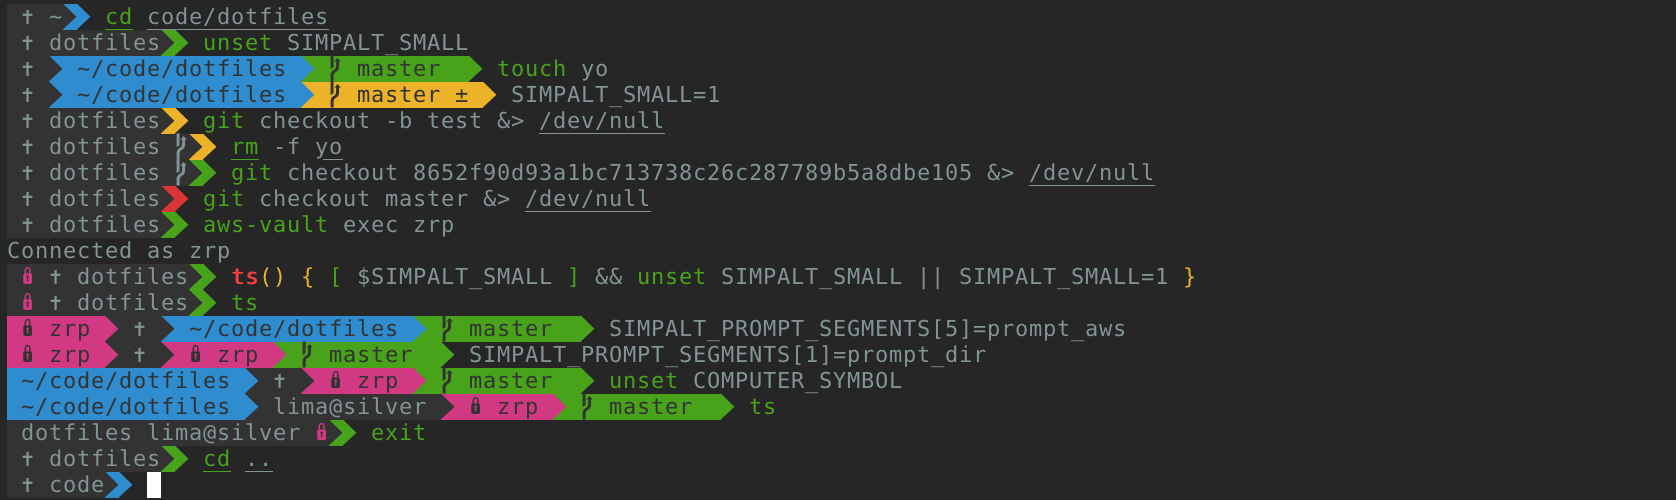 † ~ cd code/dotfiles
† dotfiles unset SIMPALT_SMALL
† ~/code/dotfiles master touch yo
† ~/code/dotfiles master ± SIMPALT_SMALL=1
† dotfiles git checkout -b test &> /dev/null
† dotfiles rm -f yo
† dotfiles git checkout 8652f90d93a1bc713738c26c287789b5a8dbe105 &> /dev/null
† dotfiles git checkout master &> /dev/null
† dotfiles aws-vault exec zrp
Connected as zrp
† dotfiles ts() { [ $SIMPALT_SMALL ] && unset SIMPALT_SMALL || SIMPALT_SMALL=1 }
† dotfiles ts
zrp † ~/code/dotfiles master SIMPALT_PROMPT_SEGMENTS[5]=prompt_aws
zrp † zrp master SIMPALT_PROMPT_SEGMENTS[1]=prompt_dir
~/code/dotfiles † zrp master unset COMPUTER_SYMBOL
~/code/dotfiles lima@silver zrp master ts
dotfiles lima@silver exit
† dotfiles cd ..
† code